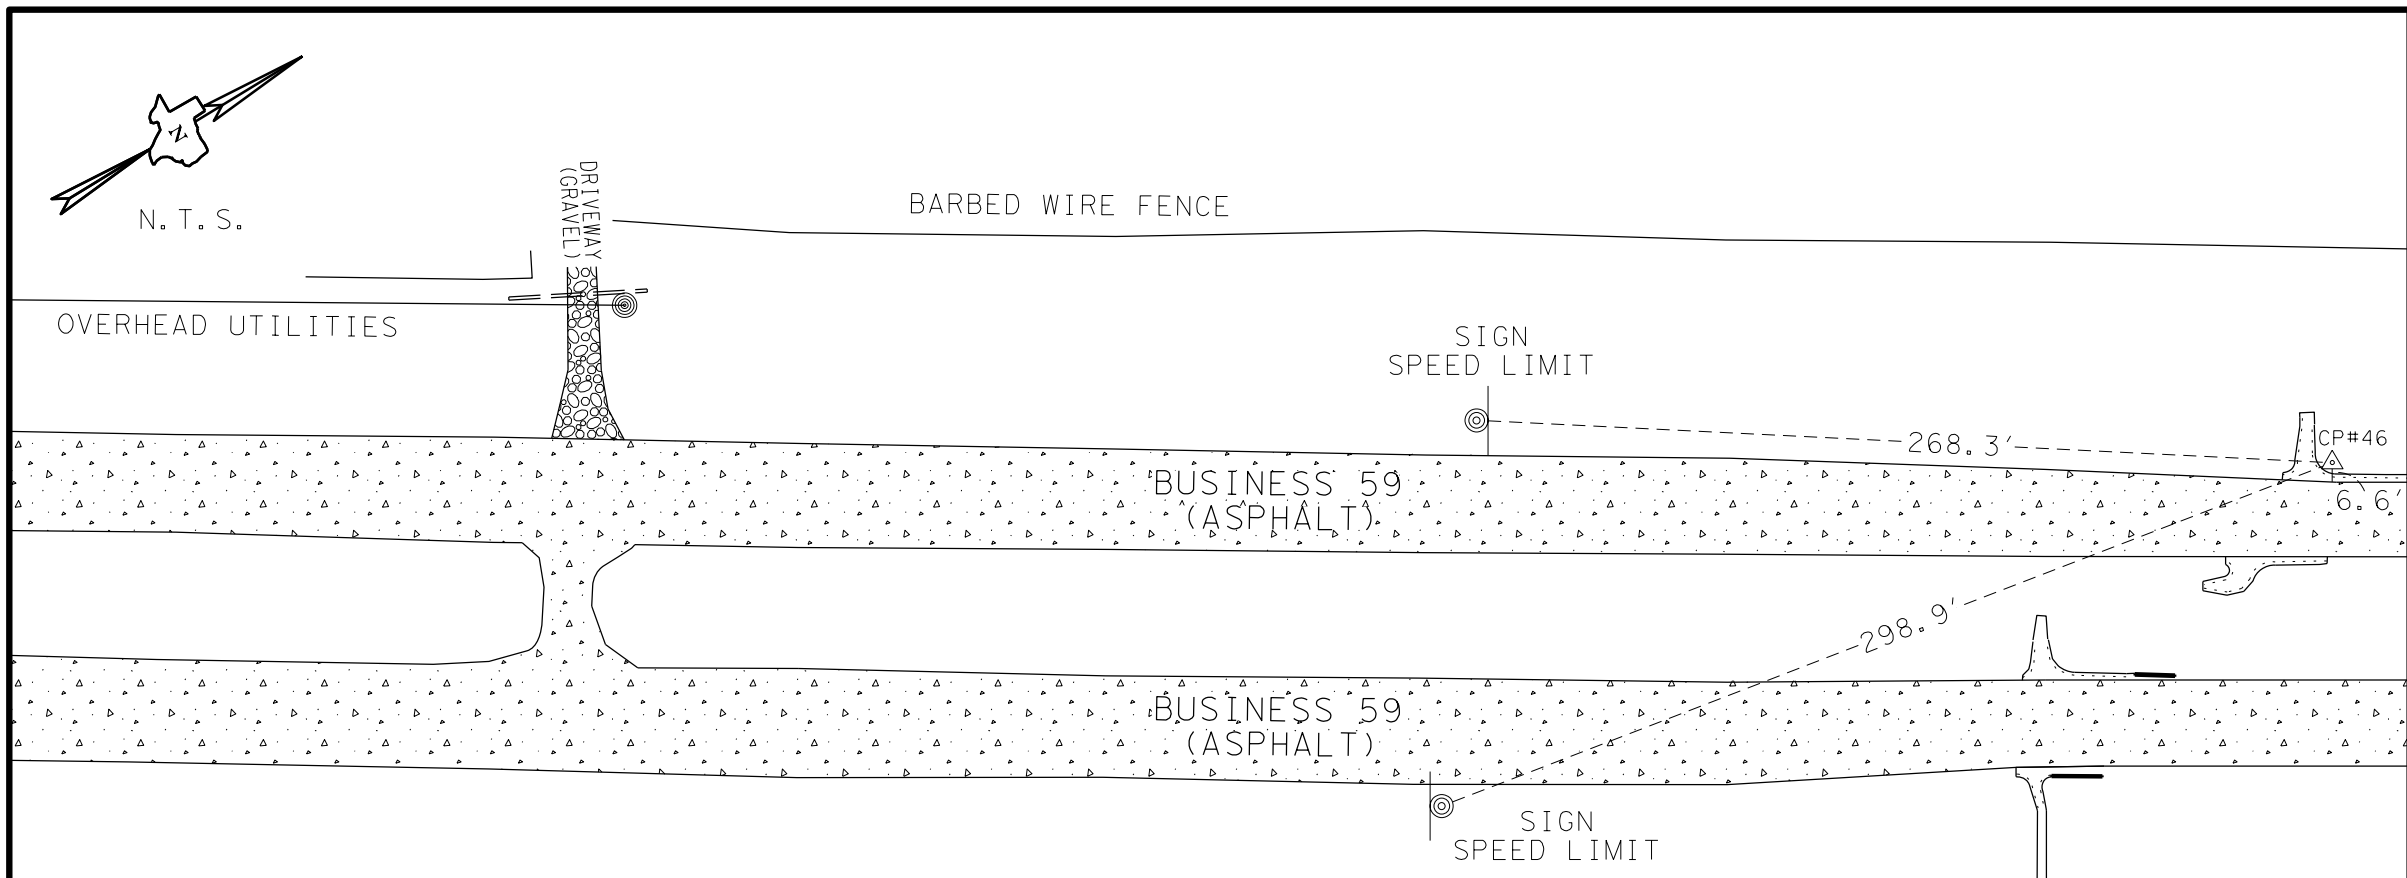 N
N.T.S.
DRIVEWAY
(GRAVEL)
BARBED WIRE FENCE
OVERHEAD UTILITIES
SIGN
SPEED LIMIT
268.3'
CP#46
6.6'
BUSINESS 59
(ASPHALT)
298.9'
BUSINESS 59
(ASPHALT)
SIGN
SPEED LIMIT